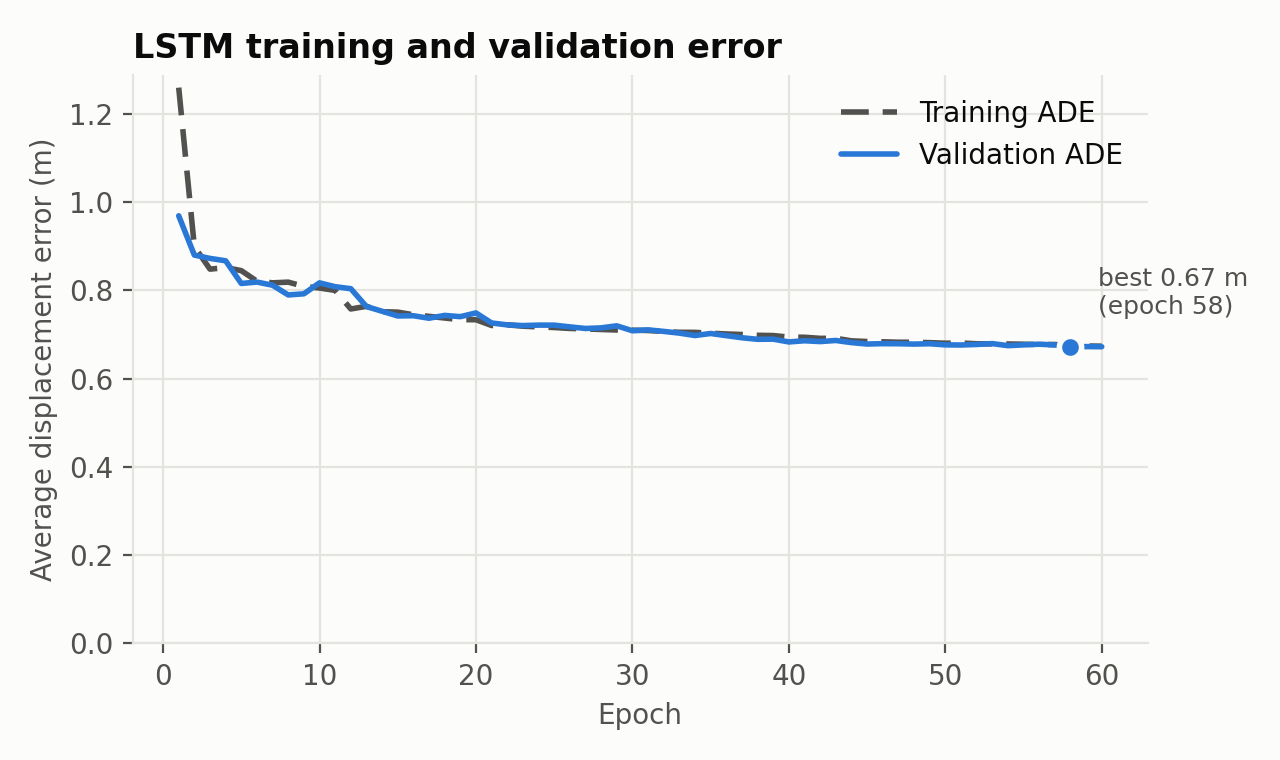 LSTM training and validation error
Training ADE
Validation ADE
best 0.67 m
(epoch 58)
Average displacement error (m)
1.2
1.0
0.8
0.6
0.4
0.2
0.0
0 10 20 30 40 50 60
Epoch